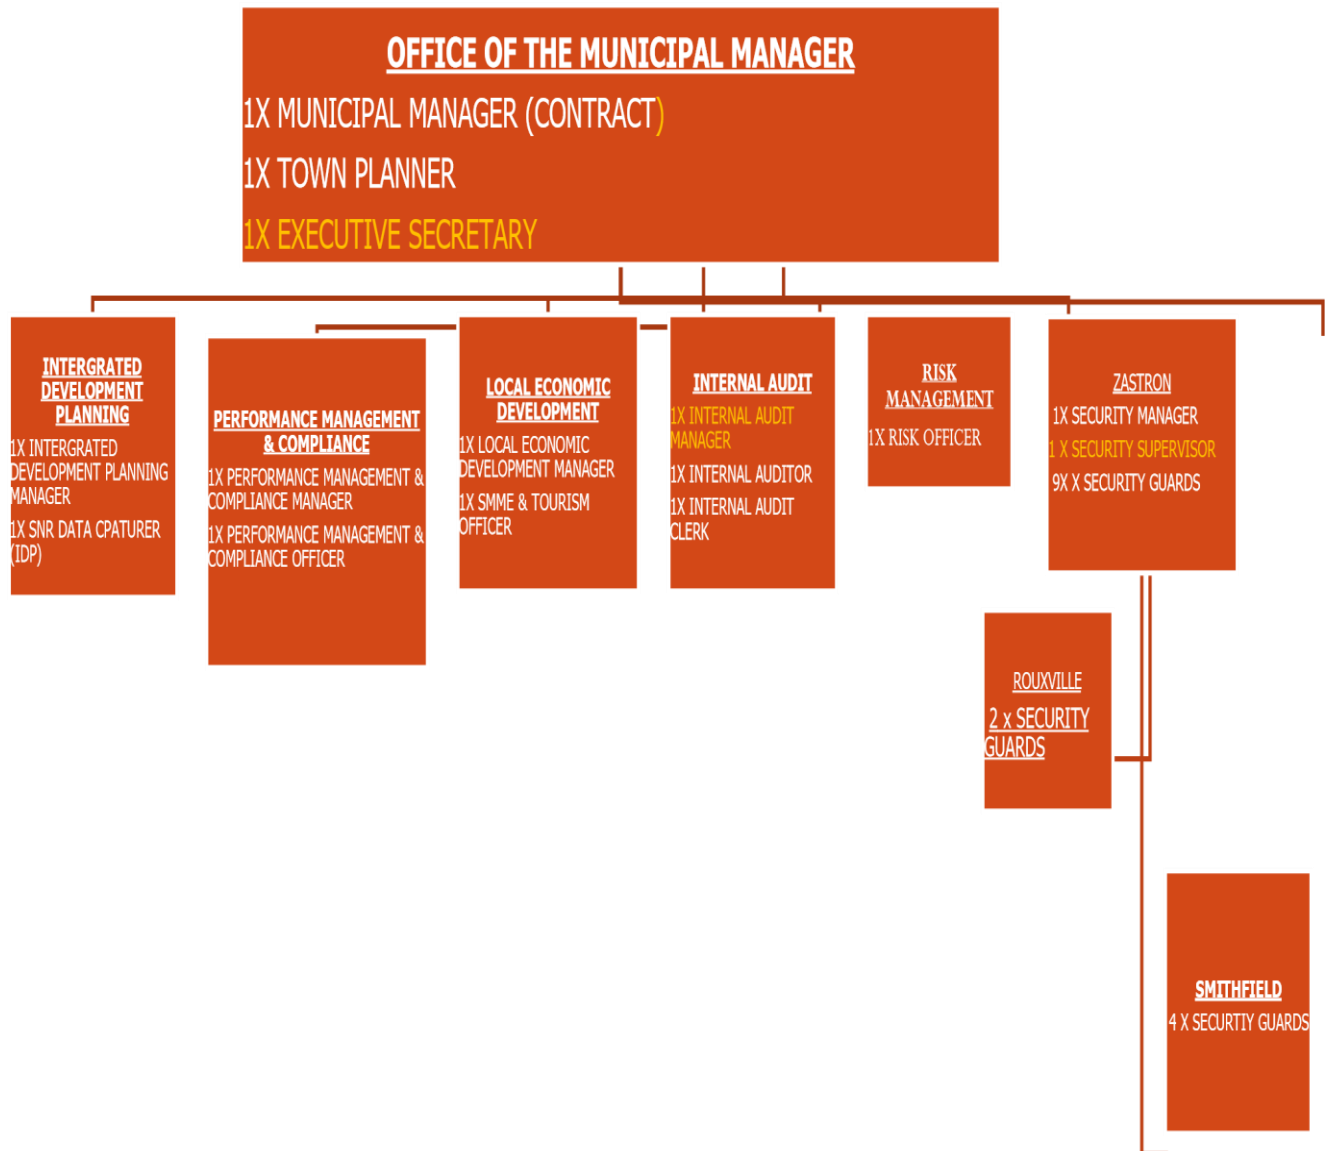 OFFICE OF THE MUNICIPAL MANAGER
1X MUNICIPAL MANAGER (CONTRACT)
1X TOWN PLANNER
1X EXECUTIVE SECRETARY
INTERGRATED
DEVELOPMENT
PLANNING
1X INTERGRATED
DEVELOPMENT PLANNING
MANAGER
1X SNR DATA CPATURER
(IDP)
PERFORMANCE MANAGEMENT
& COMPLIANCE
1X PERFORMANCE MANAGEMENT &
COMPLIANCE MANAGER
1X PERFORMANCE MANAGEMENT &
COMPLIANCE OFFICER
LOCAL ECONOMIC
DEVELOPMENT
1X LOCAL ECONOMIC
DEVELOPMENT MANAGER
1X SMME & TOURISM
OFFICER
INTERNAL AUDIT
1X INTERNAL AUDIT
MANAGER
1X INTERNAL AUDITOR
1X INTERNAL AUDIT
CLERK
RISK
MANAGEMENT
1X RISK OFFICER
ZASTRON
1X SECURITY MANAGER
1 X SECURITY SUPERVISOR
9X X SECURITY GUARDS
ROUXVILLE
2 x SECURITY
GUARDS
SMITHFIELD
4 X SECURTIY GUARDS